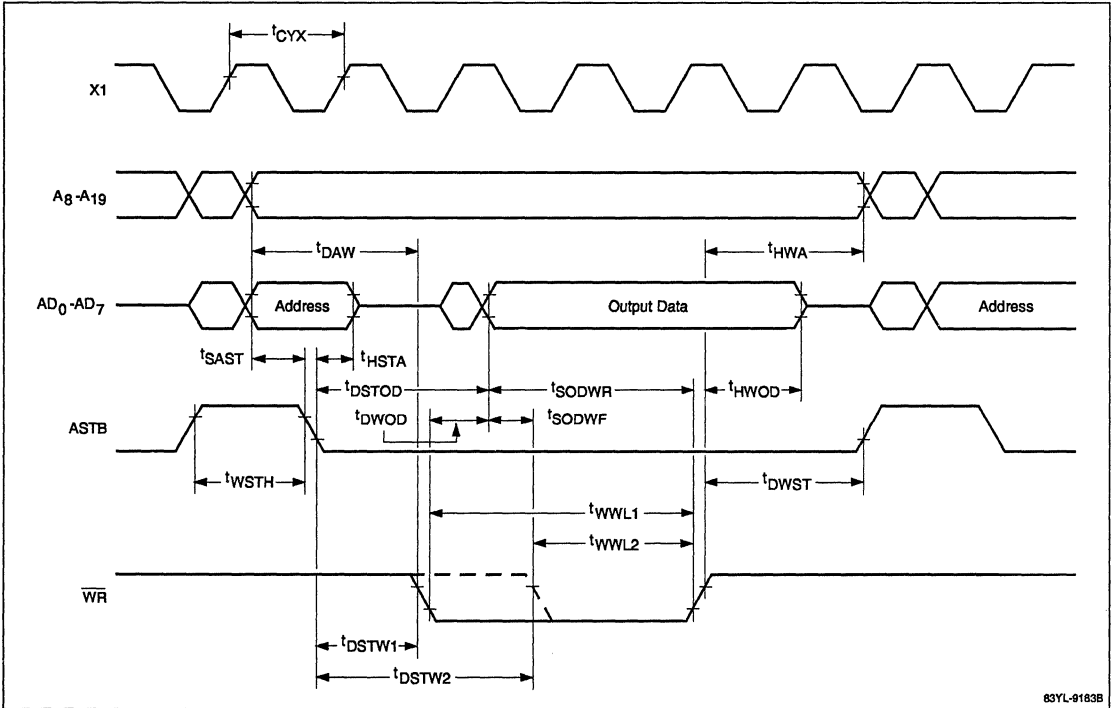 tCYX
X1
A8-A19
tDAW
tHWA
AD0-AD7
Address
Output Data
Address
tSAST
tHSTA
tDSTOD
tSODWR
tHWOD
tDWOD
tSODWF
ASTB
tWSTH
tDWST
tWWL1
tWWL2
WR
tDSTW1
tDSTW2
83YL-9183B